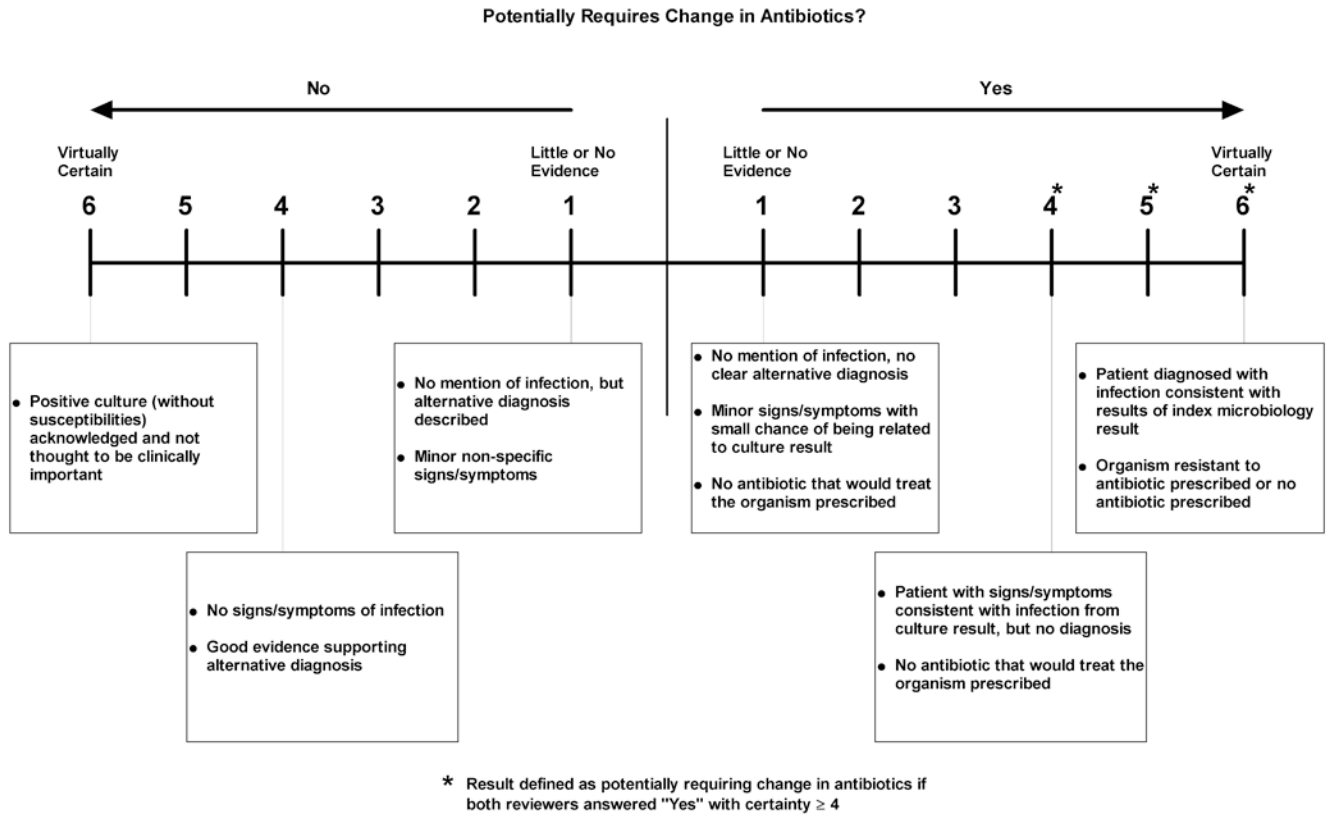 Potentially Requires Change in Antibiotics?
No
Yes
Virtually
Certain
Little or No
Evidence
Little or No
Evidence
Virtually
Certain
6 5 4 3 2 1 1 2 3 4* 5* 6*
• Positive culture (without
susceptibilities)
acknowledged and not
thought to be clinically
important
• No mention of infection, but
alternative diagnosis
described
• Minor non-specific
signs/symptoms
• No mention of infection, no
clear alternative diagnosis
• Minor signs/symptoms with
small chance of being related
to culture result
• No antibiotic that would treat
the organism prescribed
• Patient diagnosed with
infection consistent with
results of index microbiology
result
• Organism resistant to
antibiotic prescribed or no
antibiotic prescribed
• No signs/symptoms of infection
• Good evidence supporting
alternative diagnosis
• Patient with signs/symptoms
consistent with infection from
culture result, but no diagnosis
• No antibiotic that would treat the
organism prescribed
* Result defined as potentially requiring change in antibiotics if
both reviewers answered "Yes" with certainty ≥ 4